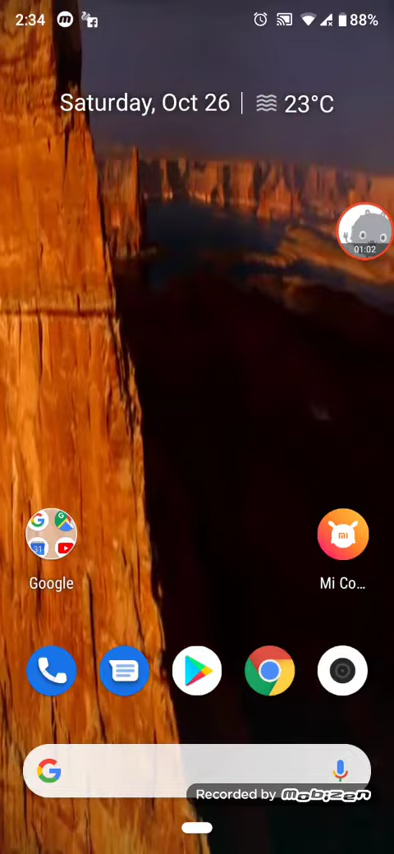 2:34
88%
Saturday, Oct 26 | 23°C
01:02
Google
Mi Co...
Recorded by mobizen